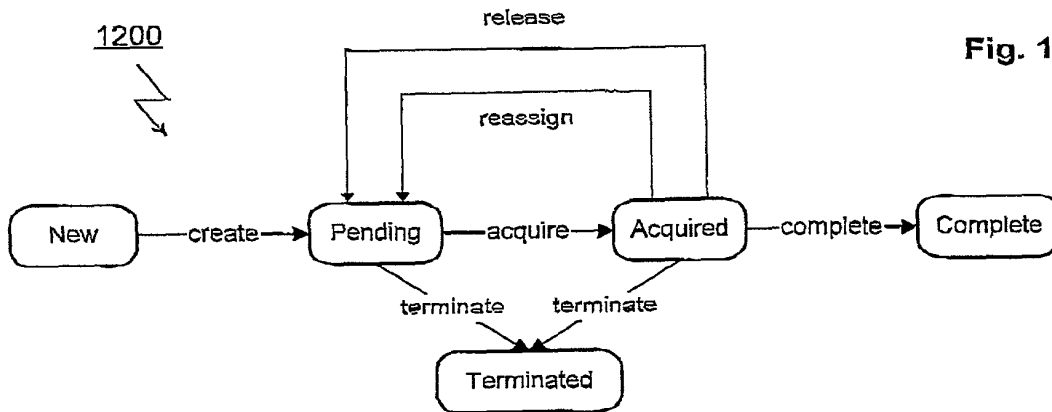 release
1200
Fig. 1
reassign
New
create
Pending
acquire
Acquired
complete
Complete
terminate
terminate
Terminated